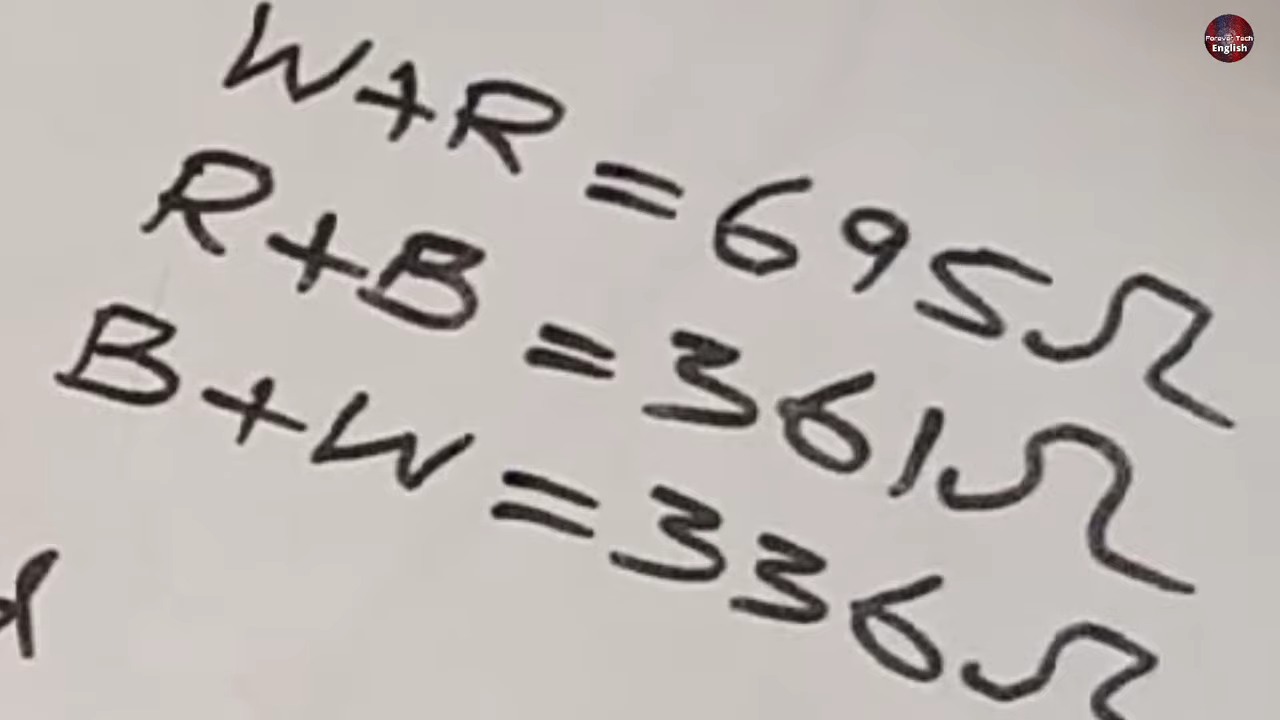 W+R = 695Ω
R+B = 361Ω
B+W = 336Ω
Forever Tech
English